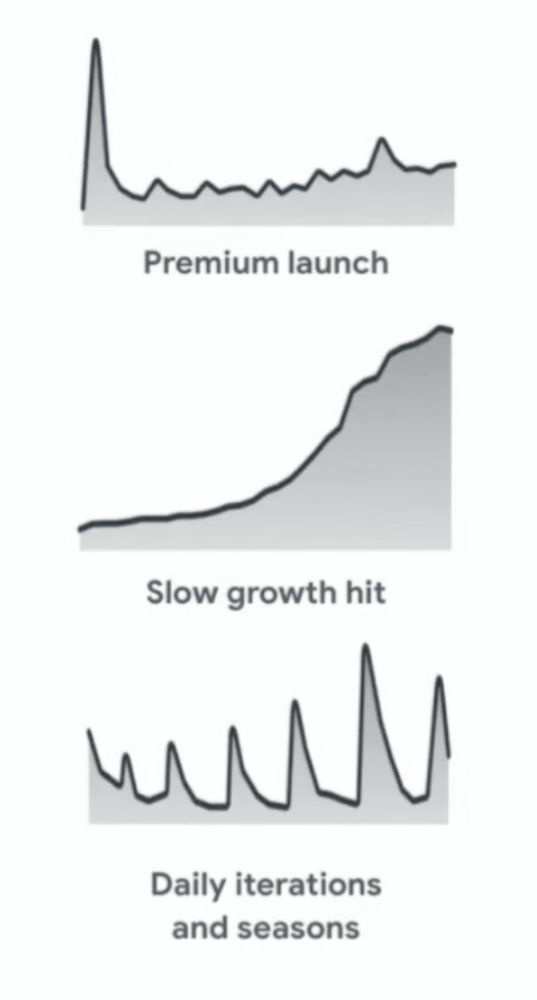 Premium launch
Slow growth hit
Daily iterations
and seasons